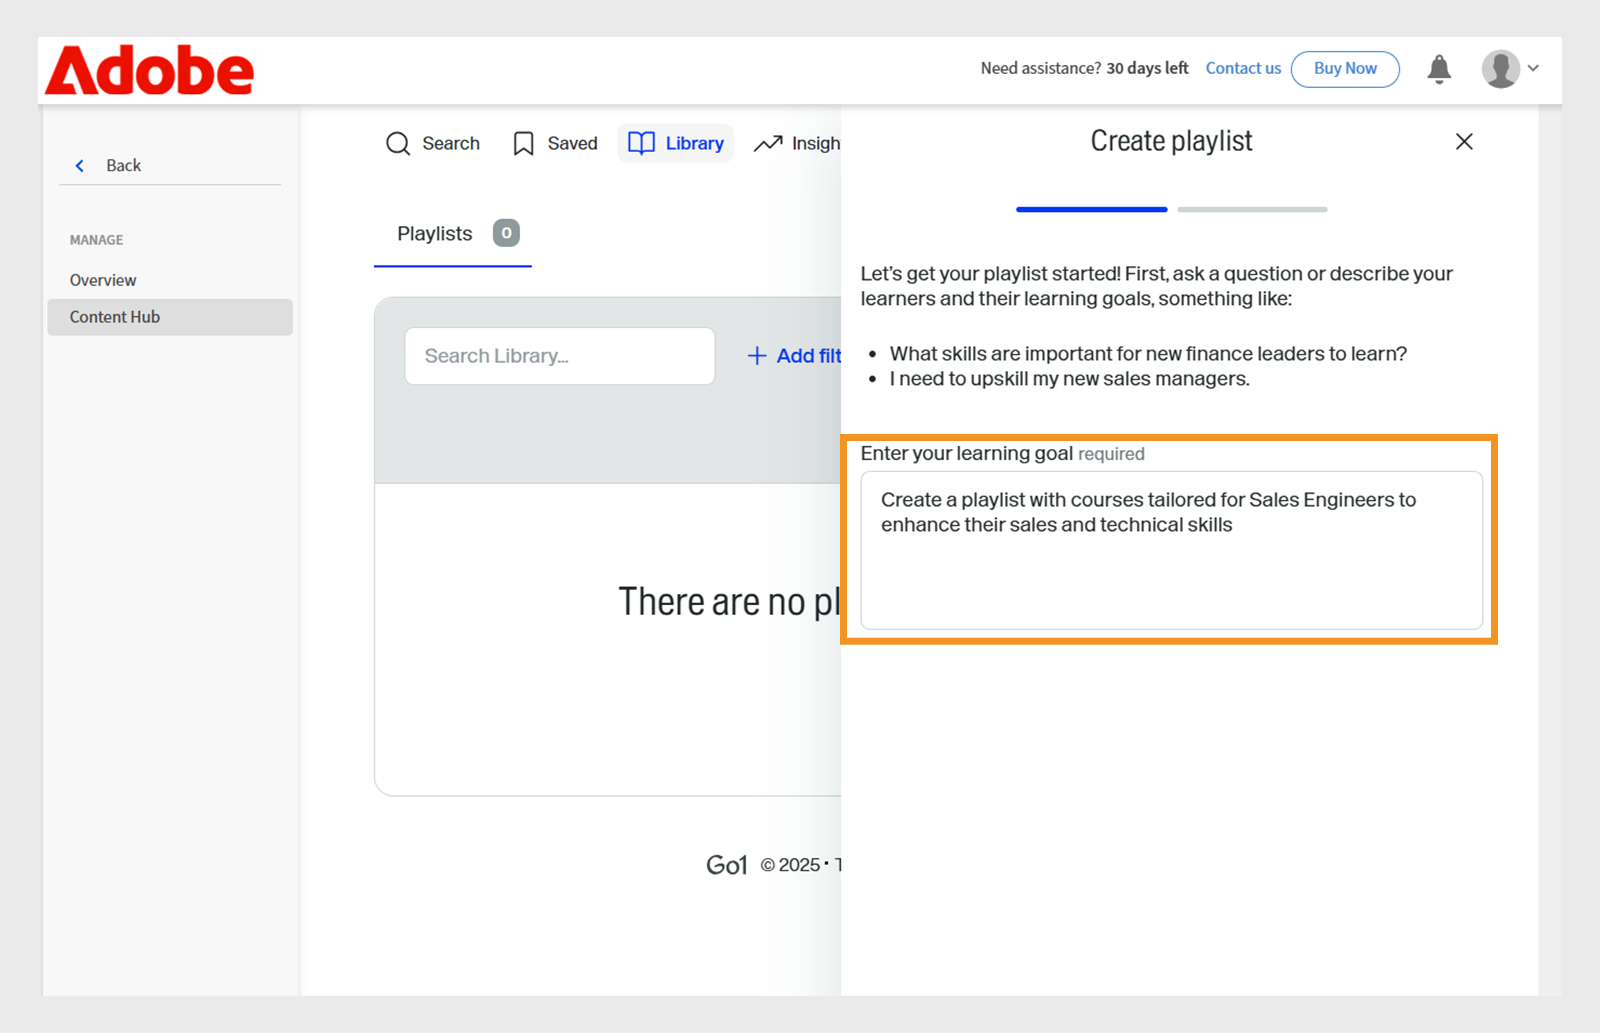 Adobe
Need assistance? 30 days left Contact us Buy Now
Back
MANAGE
Overview
Content Hub
Search Saved Library
Playlists 0
Search Library...
Add
There are no
Go1 © 2025 •
Create playlist
Let's get your playlist started! First, ask a question or describe your
learners and their learning goals, something like:
• What skills are important for new finance leaders to learn?
• I need to upskill my new sales managers.
Enter your learning goal required
Create a playlist with courses tailored for Sales Engineers to
enhance their sales and technical skills